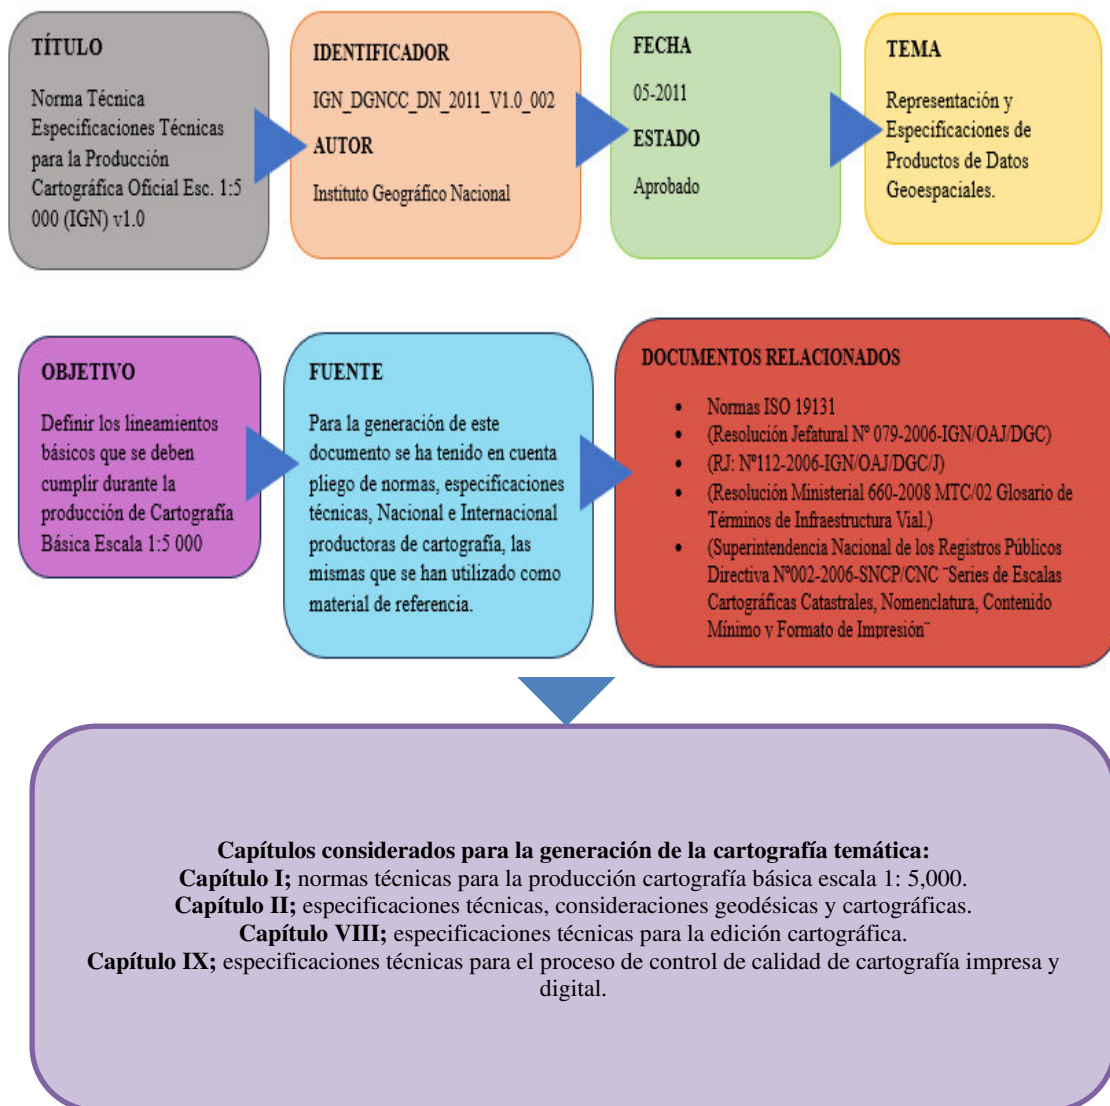 TÍTULO
Norma Técnica
Especificaciones Técnicas
para la Producción
Cartográfica Oficial Esc. 1:5
000 (IGN) v1.0
IDENTIFICADOR
IGN_DGNCC_DN_2011_V1.0_002
AUTOR
Instituto Geográfico Nacional
FECHA
05-2011
ESTADO
Aprobado
TEMA
Representación y
Especificaciones de
Productos de Datos
Geoespaciales.
OBJETIVO
Definir los lineamientos
básicos que se deben
cumplir durante la
producción de Cartografía
Básica Escala 1:5 000
FUENTE
Para la generación de este
documento se ha tenido en cuenta
pliego de normas, especificaciones
técnicas, Nacional e Internacional
productoras de cartografía, las
mismas que se han utilizado como
material de referencia.
DOCUMENTOS RELACIONADOS
• Normas ISO 19131
• (Resolución Jefatural Nº 079-2006-IGN/OAJ/DGC)
• (RJ: Nº112-2006-IGN/OAJ/DGC/J)
• (Resolución Ministerial 660-2008 MTC/02 Glosario de
Términos de Infraestructura Vial.)
• (Superintendencia Nacional de los Registros Públicos
Directiva Nº002-2006-SNCP/CNC ¨Series de Escalas
Cartográficas Catastrales, Nomenclatura, Contenido
Mínimo y Formato de Impresión¨
Capítulos considerados para la generación de la cartografía temática:
Capítulo I; normas técnicas para la producción cartografía básica escala 1: 5,000.
Capítulo II; especificaciones técnicas, consideraciones geodésicas y cartográficas.
Capítulo VIII; especificaciones técnicas para la edición cartográfica.
Capítulo IX; especificaciones técnicas para el proceso de control de calidad de cartografía impresa y
digital.